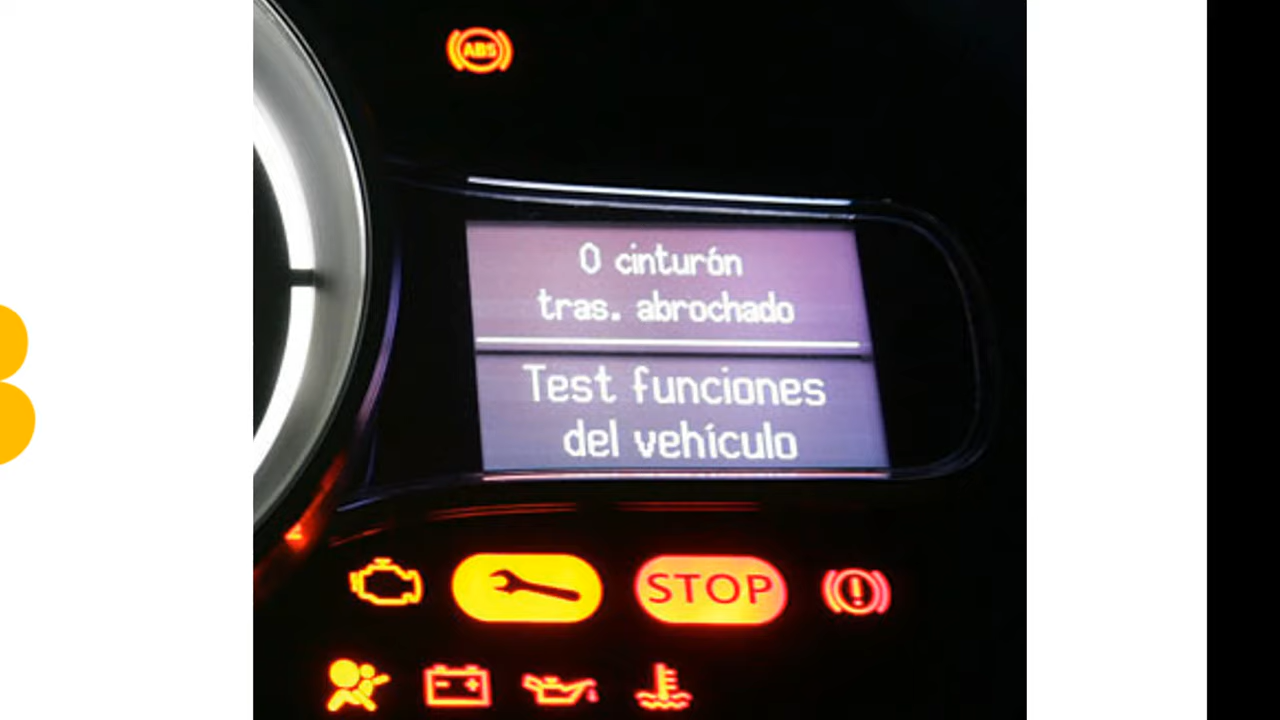 ABS
0 cinturón
tras. abrochado
Test funciones
del vehículo
STOP